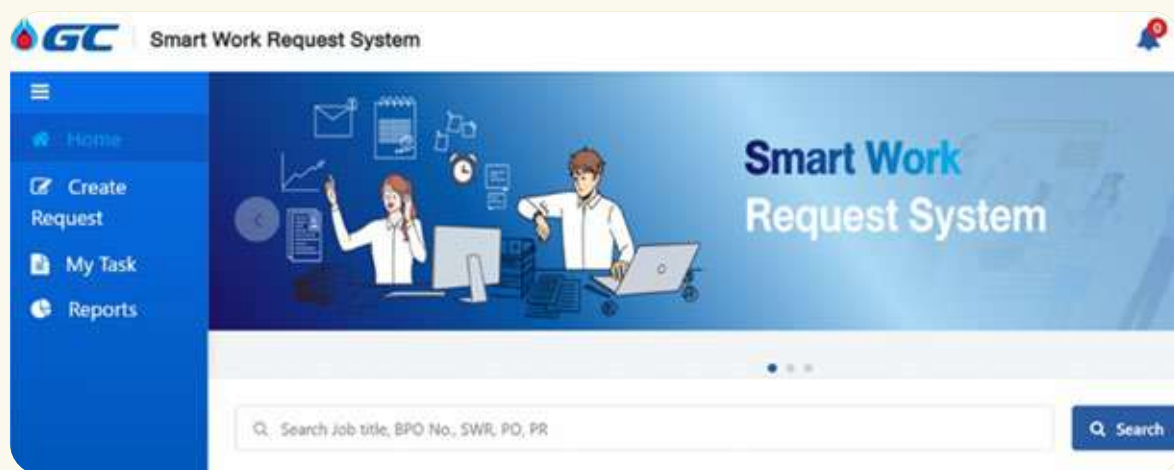 GC Smart Work Request System
0
Home
Create
Request
My Task
Reports
Smart Work
Request System
Search Job title, BPO No., SWR, PO, PR
Search